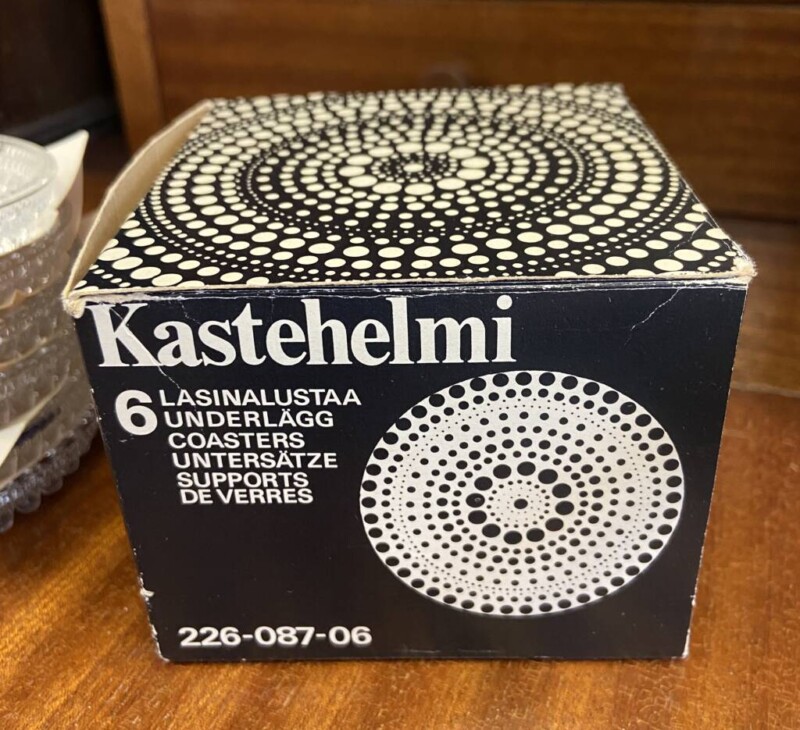 Kastehelmi
6 LASINALUSTAA
UNDERLÄGG
COASTERS
UNTERSÄTZE
SUPPORTS
DE VERRES
226-087-06